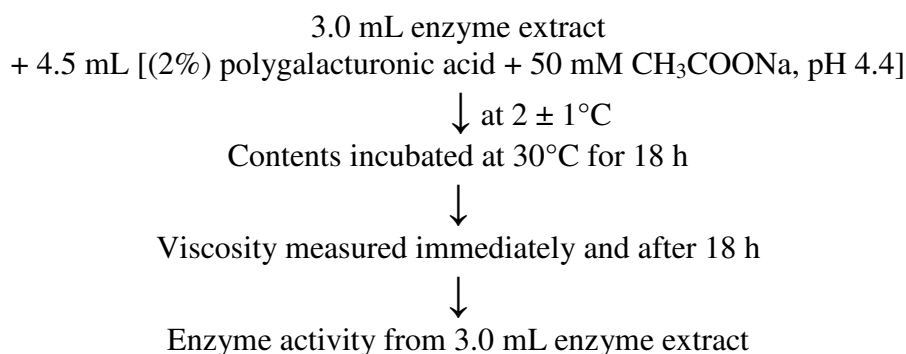 3.0 mL enzyme extract
+ 4.5 mL [(2%) polygalacturonic acid + 50 mM CH₃COONa, pH 4.4]
↓ at 2 ± 1°C
Contents incubated at 30°C for 18 h
↓
Viscosity measured immediately and after 18 h
↓
Enzyme activity from 3.0 mL enzyme extract